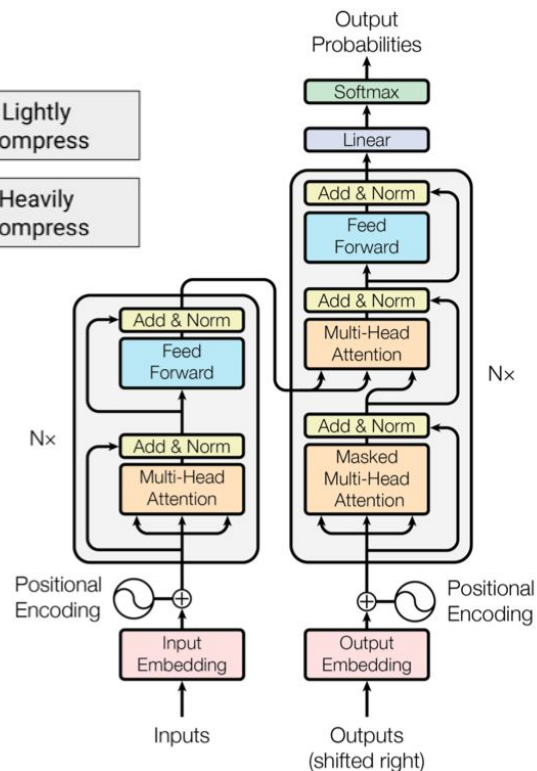 Output
Probabilities
Softmax
Linear
Add & Norm
Feed
Forward
Add & Norm
Multi-Head
Attention
Add & Norm
Masked
Multi-Head
Attention
Nx
Lightly
ompress
Heavily
ompress
Add & Norm
Feed
Forward
Add & Norm
Multi-Head
Attention
Nx
Positional
Encoding
Positional
Encoding
Input
Embedding
Output
Embedding
Inputs
Outputs
(shifted right)